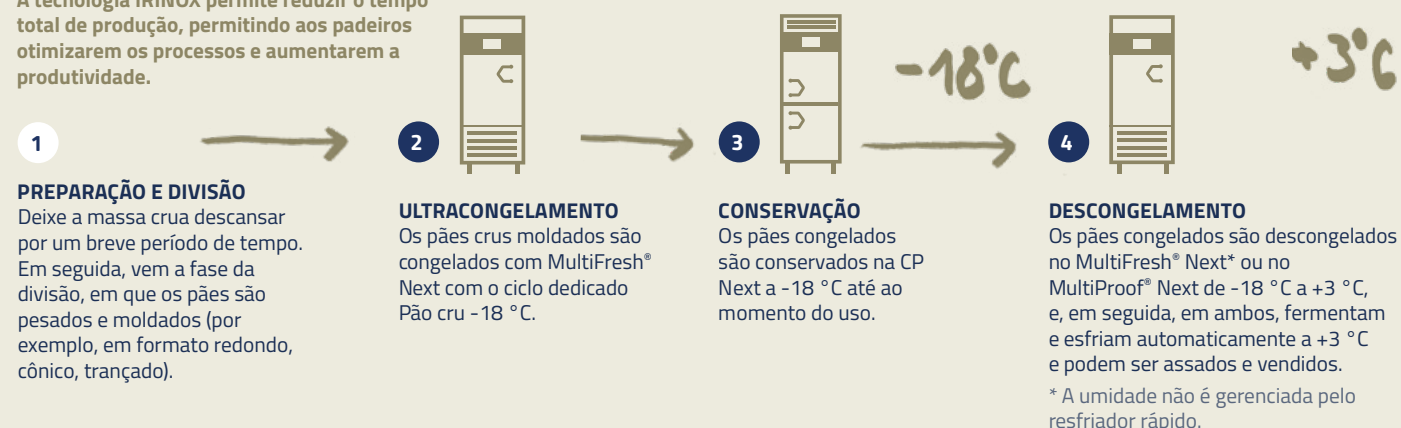 A tecnologia IRINOX permite reduzir o tempo
total de produção, permitindo aos padeiros
otimizarem os processos e aumentarem a
produtividade.
-18°C
+3°C
1
2
3
4
PREPARAÇÃO E DIVISÃO
Deixe a massa crua descansar
por um breve período de tempo.
Em seguida, vem a fase da
divisão, em que os pães são
pesados e moldados (por
exemplo, em formato redondo,
cônico, trançado).
ULTRACONGELAMENTO
Os pães crus moldados são
congelados com MultiFresh®
Next com o ciclo dedicado
Pão cru -18 °C.
CONSERVAÇÃO
Os pães congelados
são conservados na CP
Next a -18 °C até ao
momento do uso.
DESCONGELAMENTO
Os pães congelados são descongelados
no MultiFresh® Next* ou no
MultiProof® Next de -18 °C a +3 °C,
e, em seguida, em ambos, fermentam
e esfriam automaticamente a +3 °C
e podem ser assados e vendidos.
* A umidade não é gerenciada pelo
resfriador rápido.